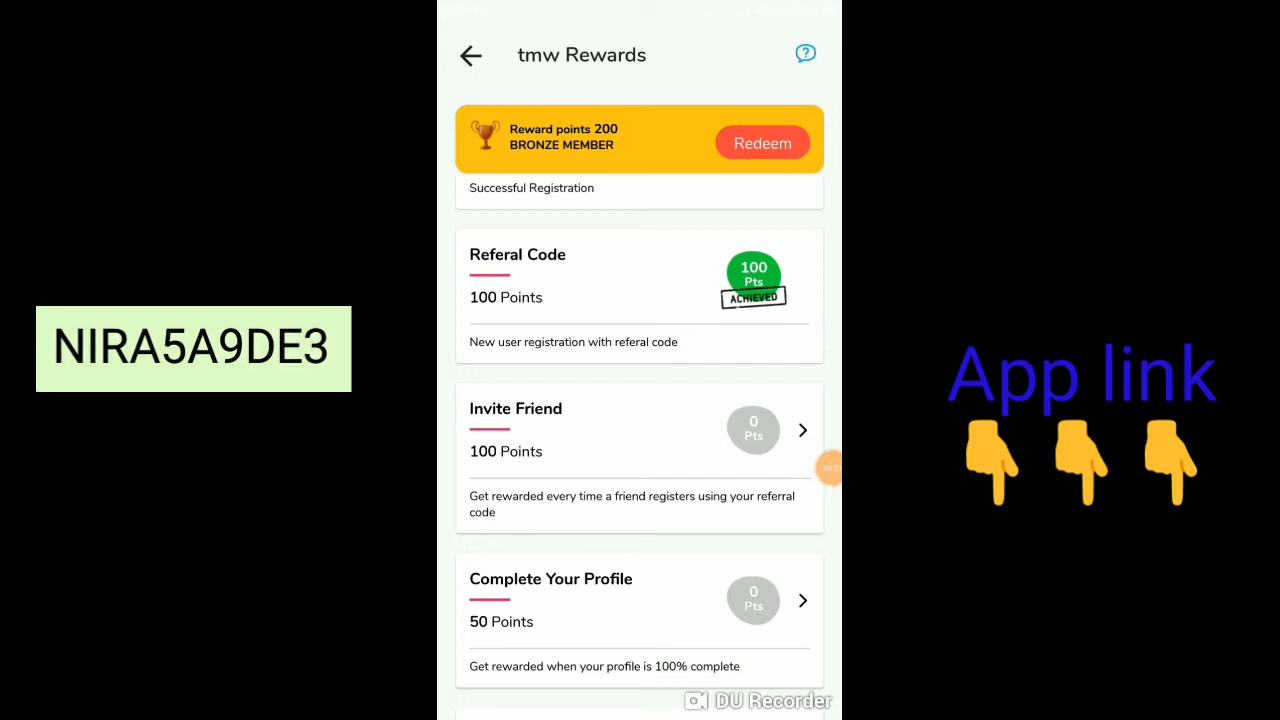 tmw Rewards
Reward points 200
BRONZE MEMBER
Redeem
Successful Registration
Referal Code
100 Points
100
Pts
ACHIEVED
New user registration with referal code
Invite Friend
100 Points
0
Pts
Get rewarded every time a friend registers using your referral
code
Complete Your Profile
50 Points
0
Pts
Get rewarded when your profile is 100% complete
NIRA5A9DE3
App link
DU Recorder